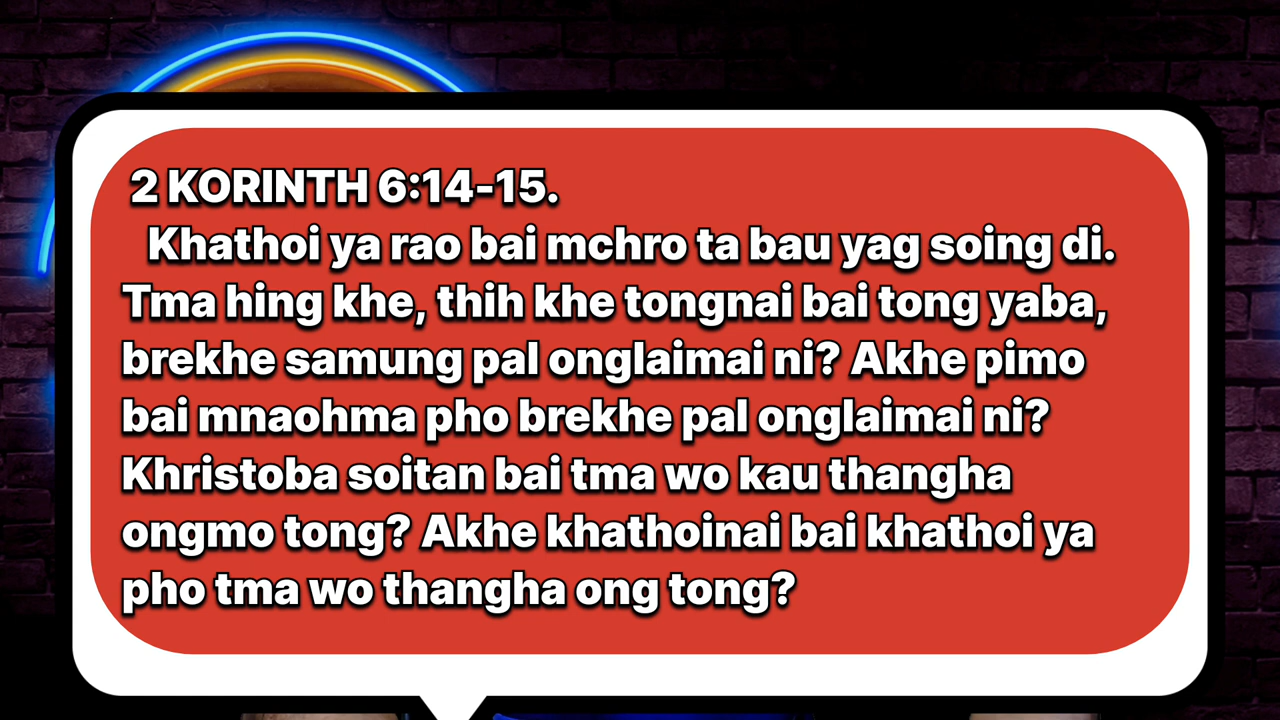 2 KORINTH 6:14-15.
Khathoi ya rao bai mchro ta bau yag soing di.
Tma hing khe, thih khe tongnai bai tong yaba,
brekhe samung pal onglaimai ni? Akhe pimo
bai mnaohma pho brekhe pal onglaimai ni?
Khristoba soitan bai tma wo kau thangha
ongmo tong? Akhe khathoinai bai khathoi ya
pho tma wo thangha ong tong?